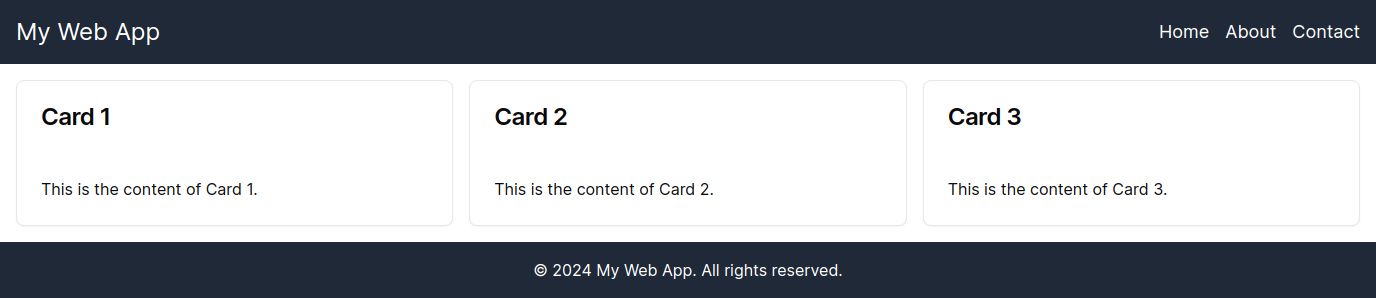 My Web App
Home About Contact
Card 1
This is the content of Card 1.
Card 2
This is the content of Card 2.
Card 3
This is the content of Card 3.
© 2024 My Web App. All rights reserved.